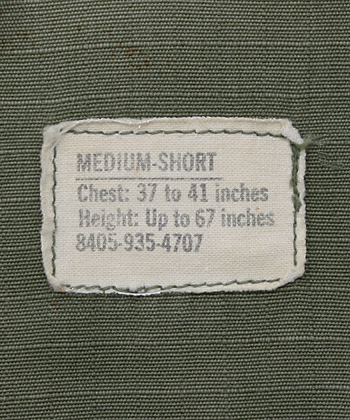 MEDIUM-SHORT
Chest: 37 to 41 inches
Height: Up to 67 inches
8405-935-4707